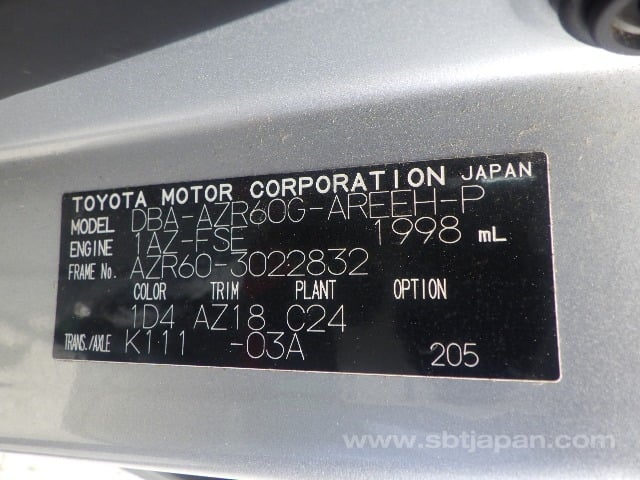 TOYOTA MOTOR CORPORATION JAPAN
MODEL DBA-AZR60G-AREEH-P
ENGINE 1AZ-FSE 1998 mL
FRAME No. AZR60-3022832
COLOR TRIM PLANT OPTION
1D4 AZ18 C24
TRANS./AXLE K111 -03A 205
www.sbtjapan.com